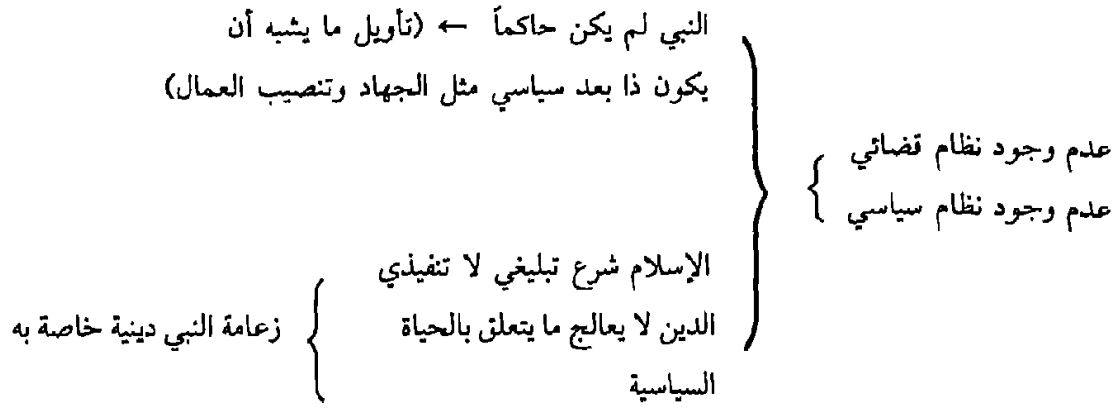 النبي لم يكن حاكماً ← (تأويل ما يشبه أن
يكون ذا بعد سياسي مثل الجهاد وتنصيب العمال)
عدم وجود نظام قضائي
عدم وجود نظام سياسي
الإسلام شرع تبليغي لا تنفيذي
الدين لا يعالج ما يتعلق بالحياة
السياسية
زعامة النبي دينية خاصة به